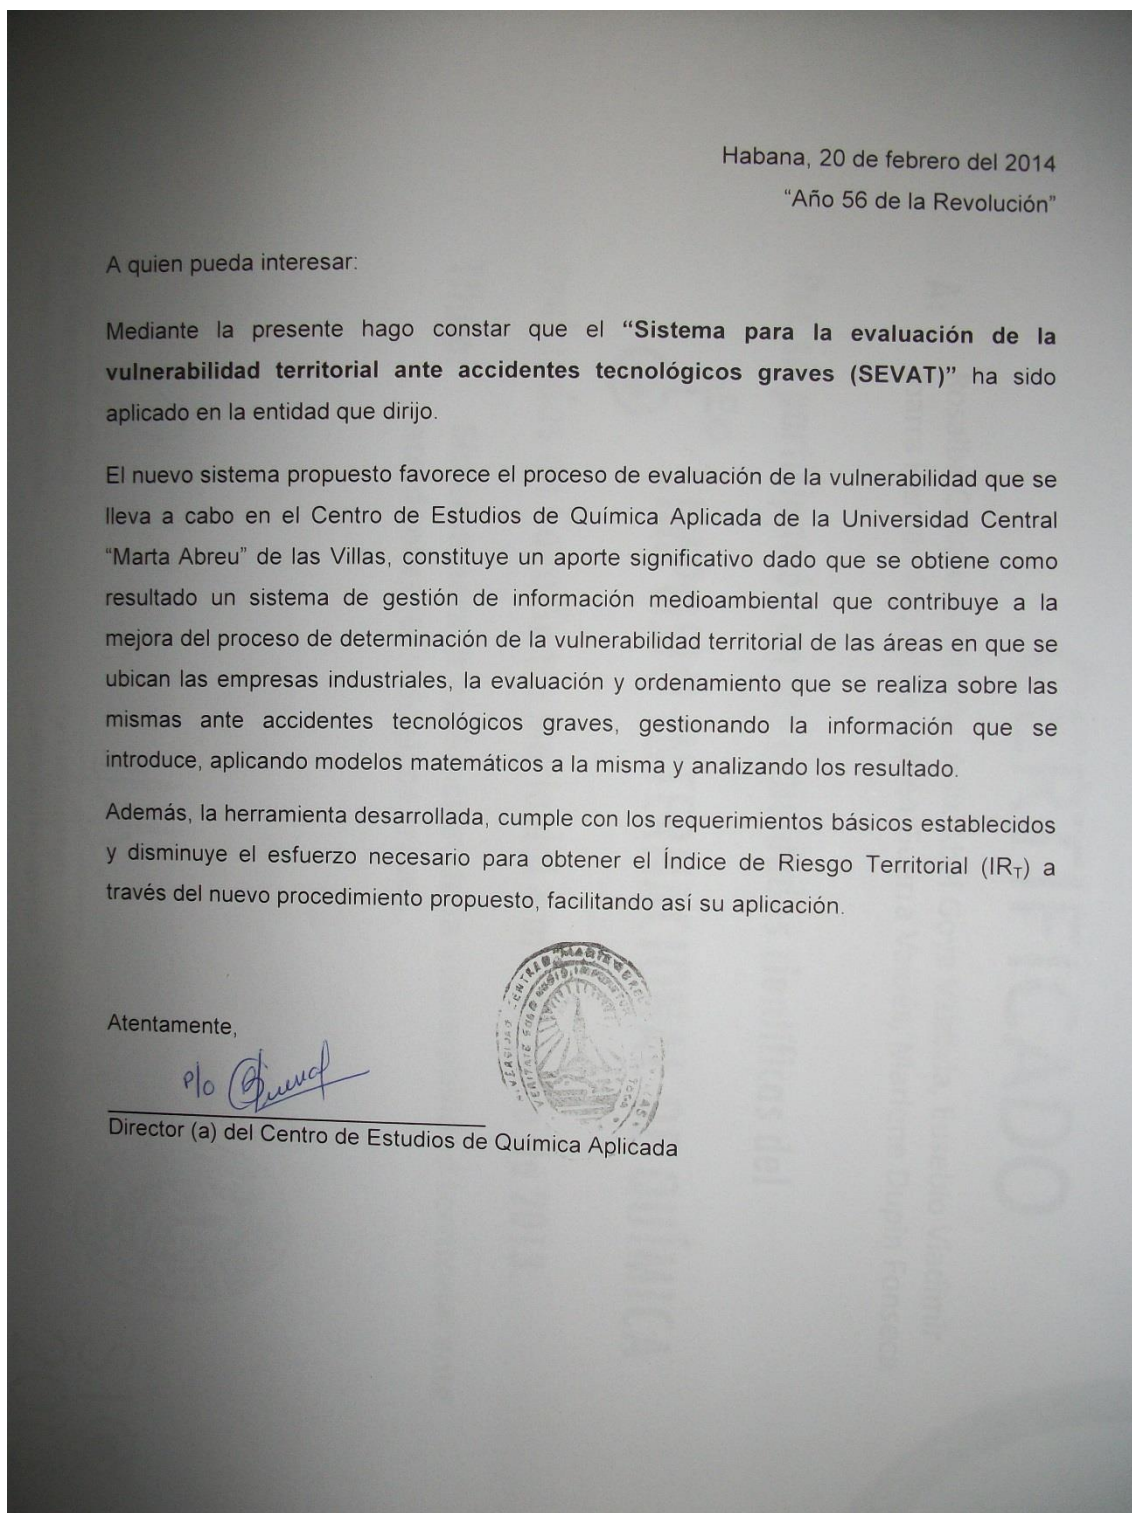 Habana, 20 de febrero del 2014
“Año 56 de la Revolución”
A quien pueda interesar:
Mediante la presente hago constar que el “Sistema para la evaluación de la
vulnerabilidad territorial ante accidentes tecnológicos graves (SEVAT)” ha sido
aplicado en la entidad que dirijo.
El nuevo sistema propuesto favorece el proceso de evaluación de la vulnerabilidad que se
lleva a cabo en el Centro de Estudios de Química Aplicada de la Universidad Central
“Marta Abreu” de las Villas, constituye un aporte significativo dado que se obtiene como
resultado un sistema de gestión de información medioambiental que contribuye a la
mejora del proceso de determinación de la vulnerabilidad territorial de las áreas en que se
ubican las empresas industriales, la evaluación y ordenamiento que se realiza sobre las
mismas ante accidentes tecnológicos graves, gestionando la información que se
introduce, aplicando modelos matemáticos a la misma y analizando los resultado.
Además, la herramienta desarrollada, cumple con los requerimientos básicos establecidos
y disminuye el esfuerzo necesario para obtener el Índice de Riesgo Territorial (IR_T) a
través del nuevo procedimiento propuesto, facilitando así su aplicación.
Atentamente,
p/o
Director (a) del Centro de Estudios de Química Aplicada